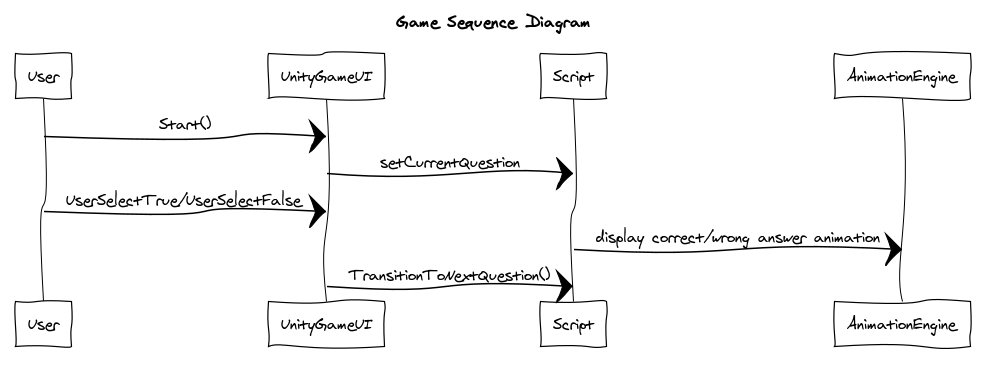 Game Sequence Diagram
User UnityGameUI Script AnimationEngine
Start()
setCurrentQuestion
UserSelectTrue/UserSelectFalse
display correct/wrong answer animation
TransitionToNextQuestion()
User UnityGameUI Script AnimationEngine